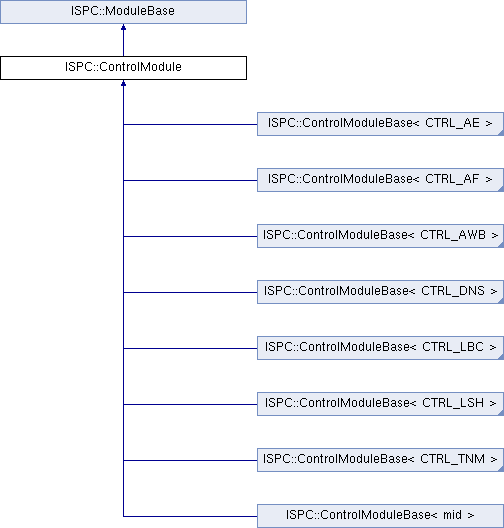 ISPC::ModuleBase
ISPC::ControlModule
ISPC::ControlModuleBase< CTRL_AE >
ISPC::ControlModuleBase< CTRL_AF >
ISPC::ControlModuleBase< CTRL_AWB >
ISPC::ControlModuleBase< CTRL_DNS >
ISPC::ControlModuleBase< CTRL_LBC >
ISPC::ControlModuleBase< CTRL_LSH >
ISPC::ControlModuleBase< CTRL_TNM >
ISPC::ControlModuleBase< mid >